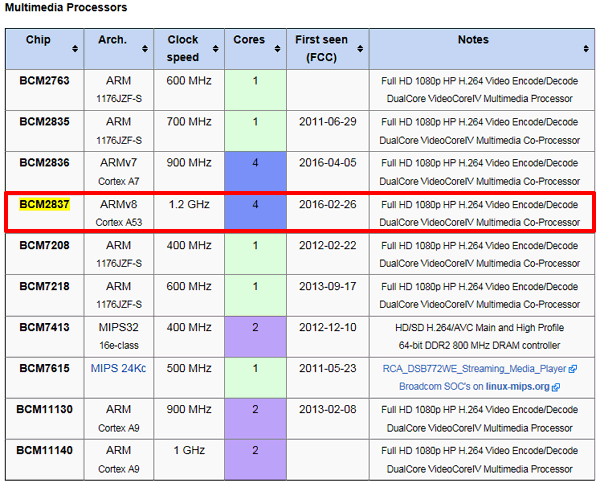 Multimedia Processors
Chip Arch. Clock speed Cores First seen (FCC) Notes
BCM2763 ARM 1176JZF-S 600 MHz 1 Full HD 1080p HP H.264 Video Encode/Decode
DualCore VideoCoreIV Multimedia Processor
BCM2835 ARM 1176JZF-S 700 MHz 1 2011-06-29 Full HD 1080p HP H.264 Video Encode/Decode
DualCore VideoCoreIV Multimedia Co-Processor
BCM2836 ARMv7 Cortex A7 900 MHz 4 2016-04-05 Full HD 1080p HP H.264 Video Encode/Decode
DualCore VideoCoreIV Multimedia Co-Processor
BCM2837 ARMv8 Cortex A53 1.2 GHz 4 2016-02-26 Full HD 1080p HP H.264 Video Encode/Decode
DualCore VideoCoreIV Multimedia Co-Processor
BCM7208 ARM 1176JZF-S 400 MHz 1 2012-02-22 Full HD 1080p HP H.264 Video Encode/Decode
DualCore VideoCoreIV Multimedia Co-Processor
BCM7218 ARM 1176JZF-S 600 MHz 1 2013-09-17 Full HD 1080p HP H.264 Video Encode/Decode
DualCore VideoCoreIV Multimedia Co-Processor
BCM7413 MIPS32 16e-class 400 MHz 2 2012-12-10 HD/SD H.264/AVC Main and High Profile
64-bit DDR2 800 MHz DRAM controller
BCM7615 MIPS 24Kc 500 MHz 1 2011-05-23 RCA_DSB772WE_Streaming_Media_Player
Broadcom SOC's on linux-mips.org
BCM11130 ARM Cortex A9 900 MHz 2 2013-02-08 Full HD 1080p HP H.264 Video Encode/Decode
DualCore VideoCoreIV Multimedia Processor
BCM11140 ARM Cortex A9 1 GHz 2 Full HD 1080p HP H.264 Video Encode/Decode
DualCore VideoCoreIV Multimedia Processor